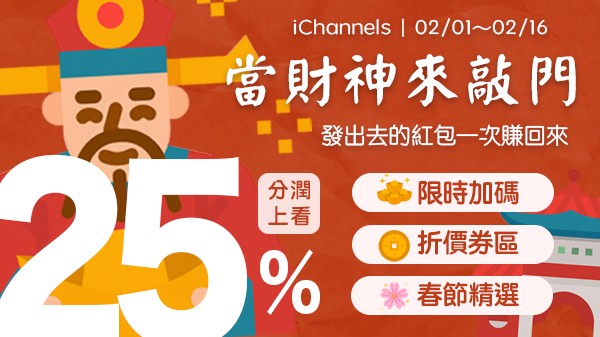 iChannels | 02/01～02/16
當財神來敲門
發出去的紅包一次賺回來
25%
分潤
上看
限時加碼
折價券區
春節精選